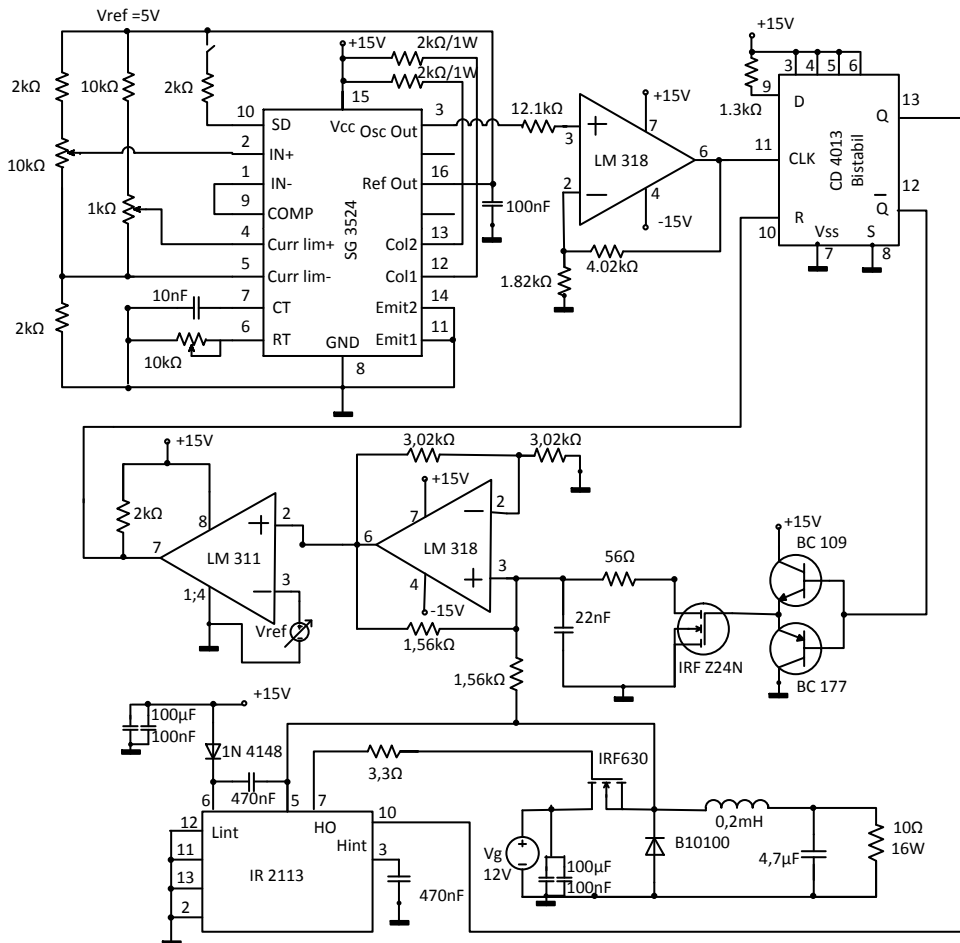 Vref =5V
+15V
2kΩ/1W
2kΩ/1W
2kΩ
10kΩ
2kΩ
10kΩ
1kΩ
2kΩ
10nF
10kΩ
15
Vcc
10
SD
2
IN+
1
IN-
9
COMP
4
Curr lim+
5
Curr lim-
7
CT
6
RT
SG 3524
3
Osc Out
16
Ref Out
13
Col2
12
Col1
14
Emit2
11
Emit1
GND
8
100nF
12.1kΩ
+15V
7
3
+
LM 318
6
2
−
4
-15V
4.02kΩ
1.82kΩ
+15V
3
4
5
6
9
1.3kΩ
D
13
Q
11
CLK
CD 4013
Bistabil
12
Q
R
10
Vss
S
7
8
+15V
2kΩ
8
7
+
2
LM 311
−
3
1;4
Vref
3,02kΩ
3,02kΩ
+15V
7
−
2
6
LM 318
3
+
4
-15V
1,56kΩ
1,56kΩ
56Ω
22nF
IRF Z24N
+15V
BC 109
BC 177
+15V
100µF
100nF
1N 4148
470nF
6
5
7
12
Lint
HO
10
Hint
11
3
13
IR 2113
2
470nF
3,3Ω
IRF630
Vg
12V
+
−
100µF
100nF
B10100
0,2mH
4,7µF
10Ω
16W